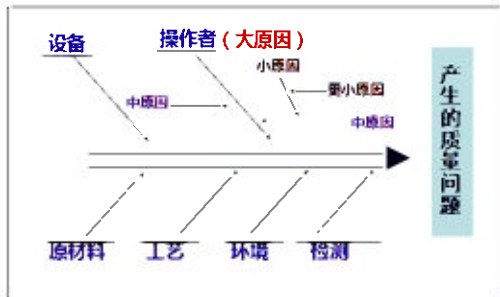 设备
操作者（大原因）
小原因
更小原因
中原因
中原因
产生的质量问题
原材料
工艺
环境
检测